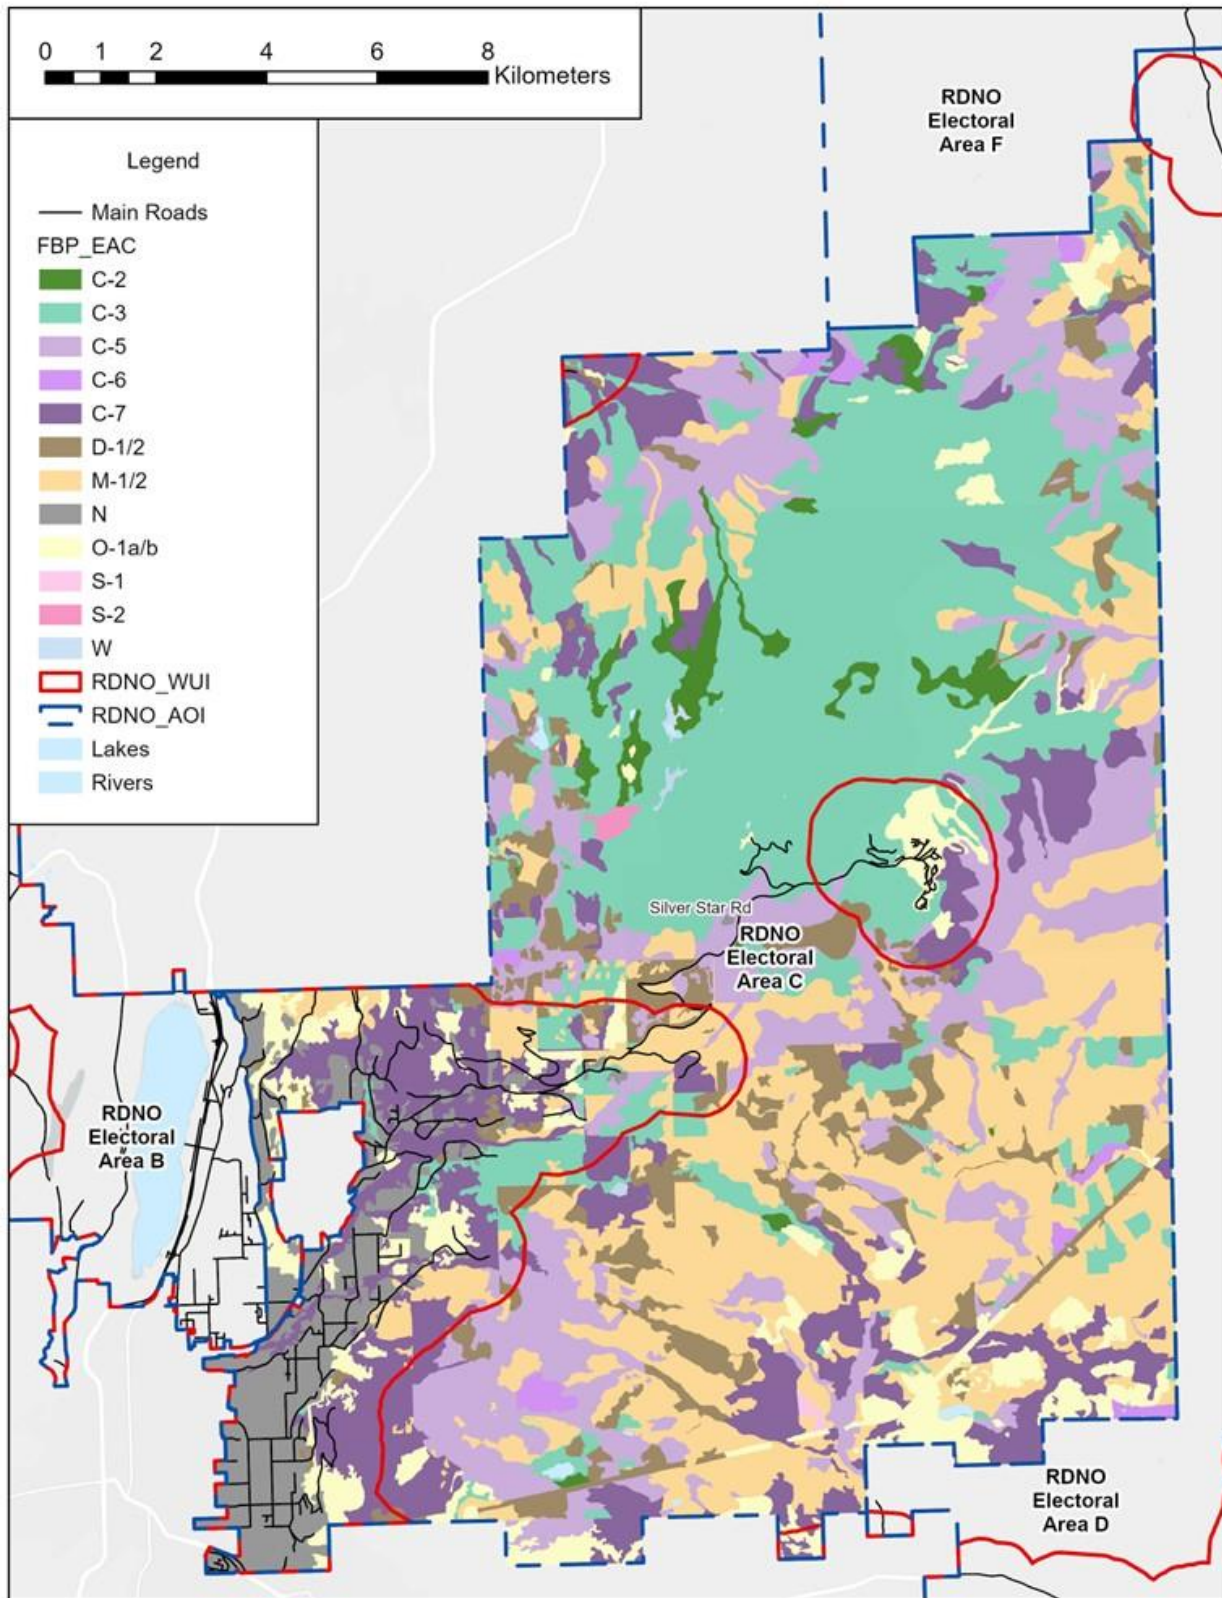 0 1 2 4 6 8
Kilometers
Legend
Main Roads
FBP_EAC
C-2
C-3
C-5
C-6
C-7
D-1/2
M-1/2
N
O-1a/b
S-1
S-2
W
RDNO_WUI
RDNO_AOI
Lakes
Rivers
RDNO
Electoral
Area F
Silver Star Rd
RDNO
Electoral
Area C
RDNO
Electoral
Area B
RDNO
Electoral
Area D